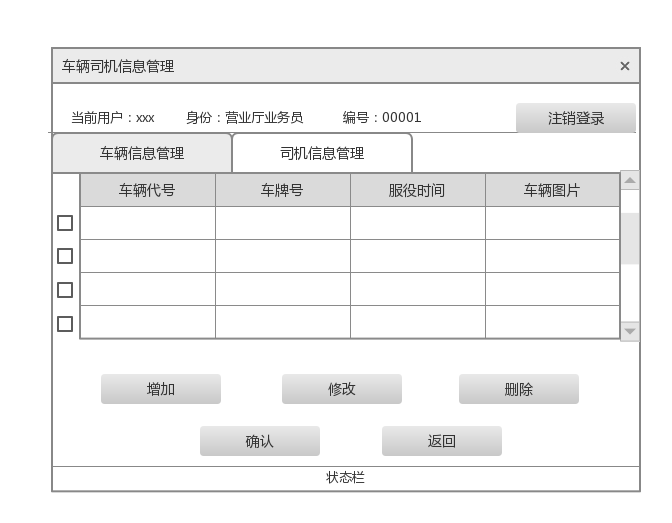 车辆司机信息管理
当前用户：xxx 身份：营业厅业务员 编号：00001 注销登录
车辆信息管理 司机信息管理
车辆代号 车牌号 服役时间 车辆图片
增加 修改 删除
确认 返回
状态栏